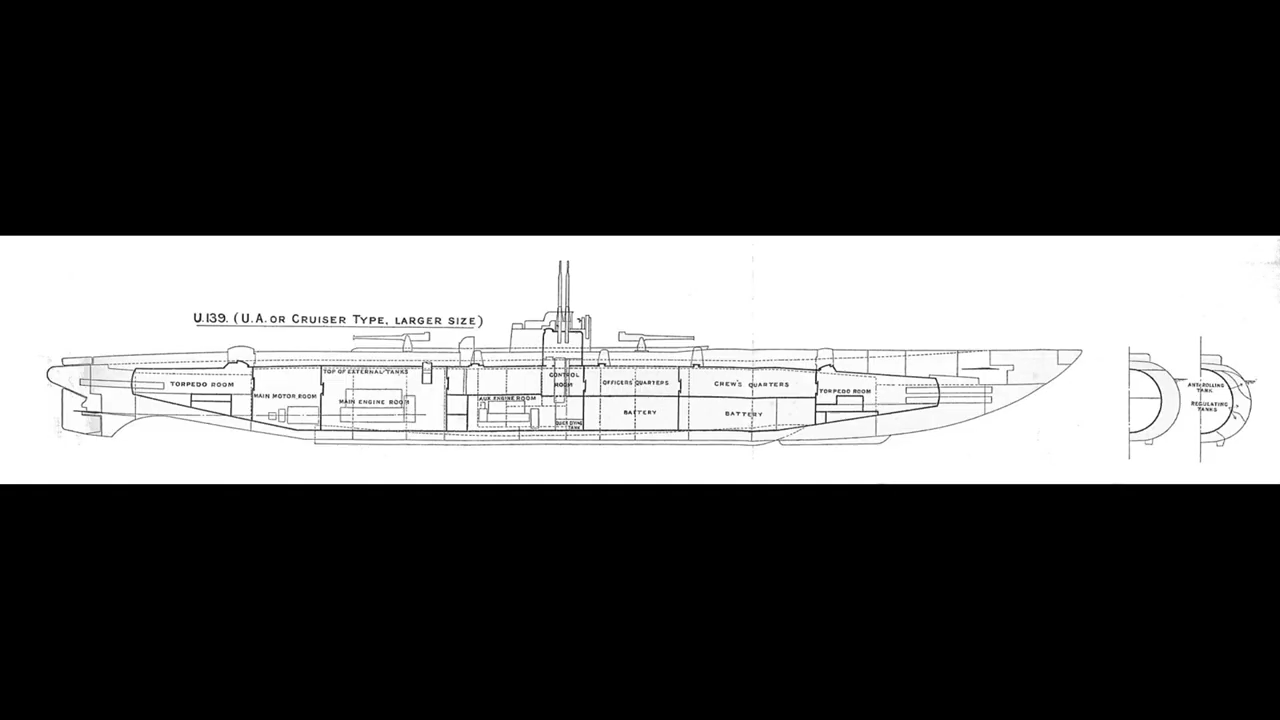 U.139. (U.A. OR CRUISER TYPE, LARGER SIZE)
TORPEDO ROOM
MAIN MOTOR ROOM
TOP OF EXTERNAL TANKS
MAIN ENGINE ROOM
AUX ENGINE ROOM
CONTROL
ROOM
QUICK DIVING
TANK
OFFICERS' QUARTERS
BATTERY
CREW'S QUARTERS
BATTERY
TORPEDO ROOM
ANTI-ROLLING
TANK
REGULATING
TANKS